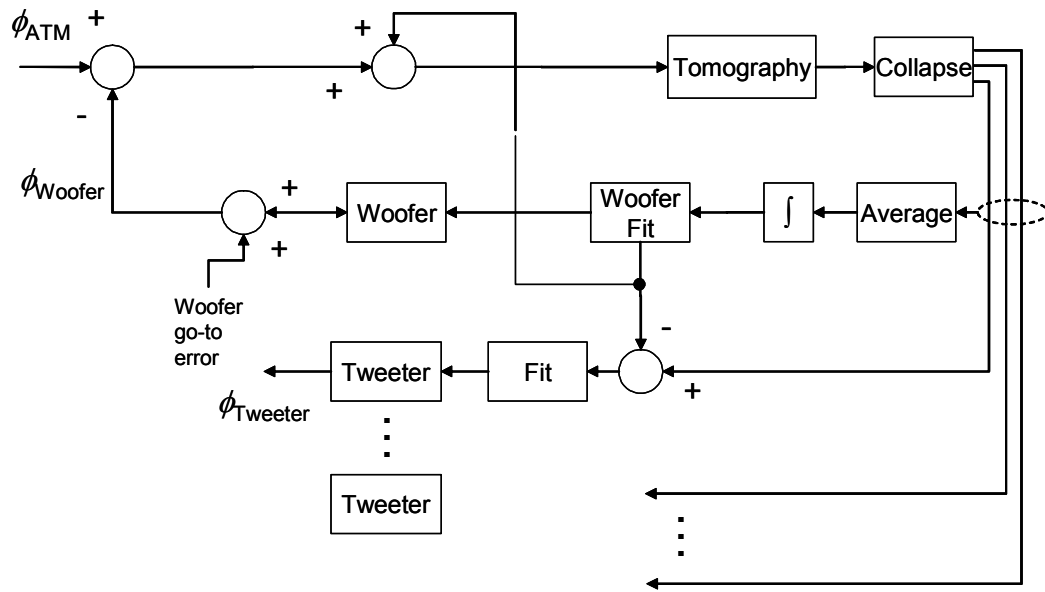 ϕATM
+
-
+
+
Tomography
Collapse
ϕWoofer
+
+
Woofer
Woofer
Fit
∫
Average
Woofer
go-to
error
-
+
Tweeter
Fit
ϕTweeter
⋮
Tweeter
⋮